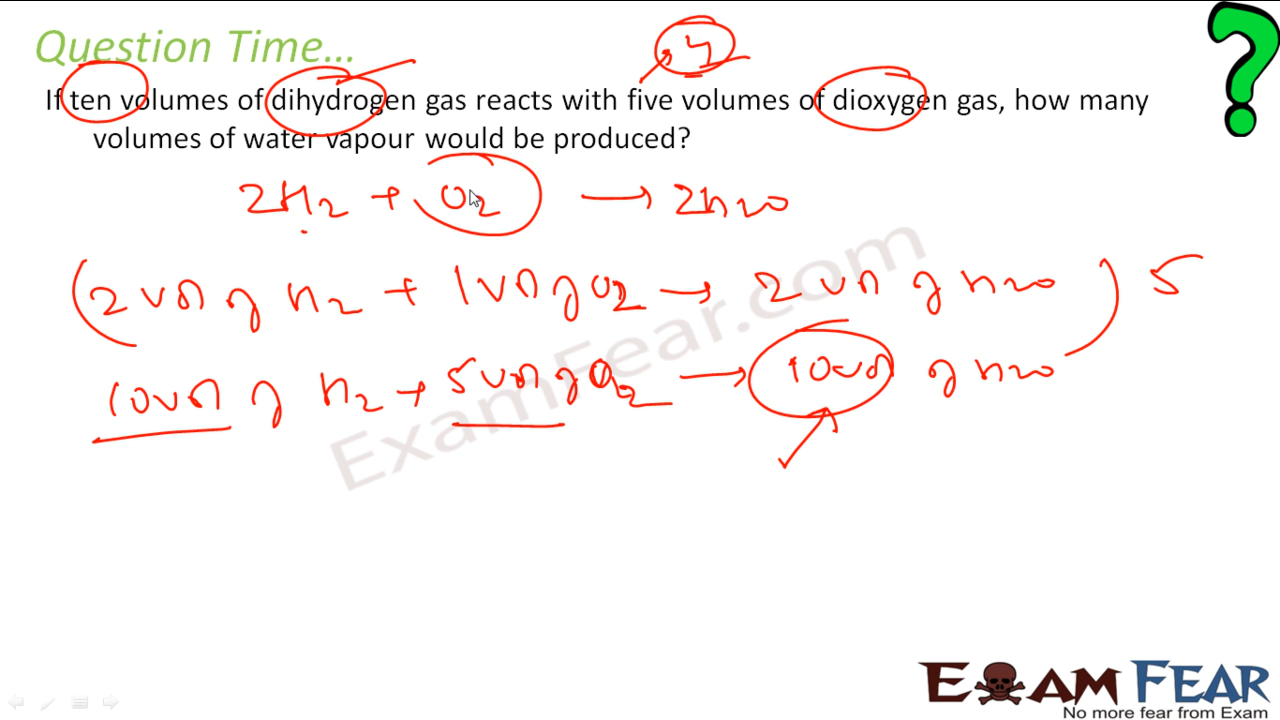 Question Time...
4
If ten volumes of dihydrogen gas reacts with five volumes of dioxygen gas, how many
volumes of water vapour would be produced?
2H2 + O2 → 2H2O
(2 vol of H2 + 1 vol of O2 → 2 vol of H2O) 5
10 vol of H2 + 5 vol of O2 → 10 vol of H2O
ExamFear.com
EXAM FEAR
No more fear from Exam